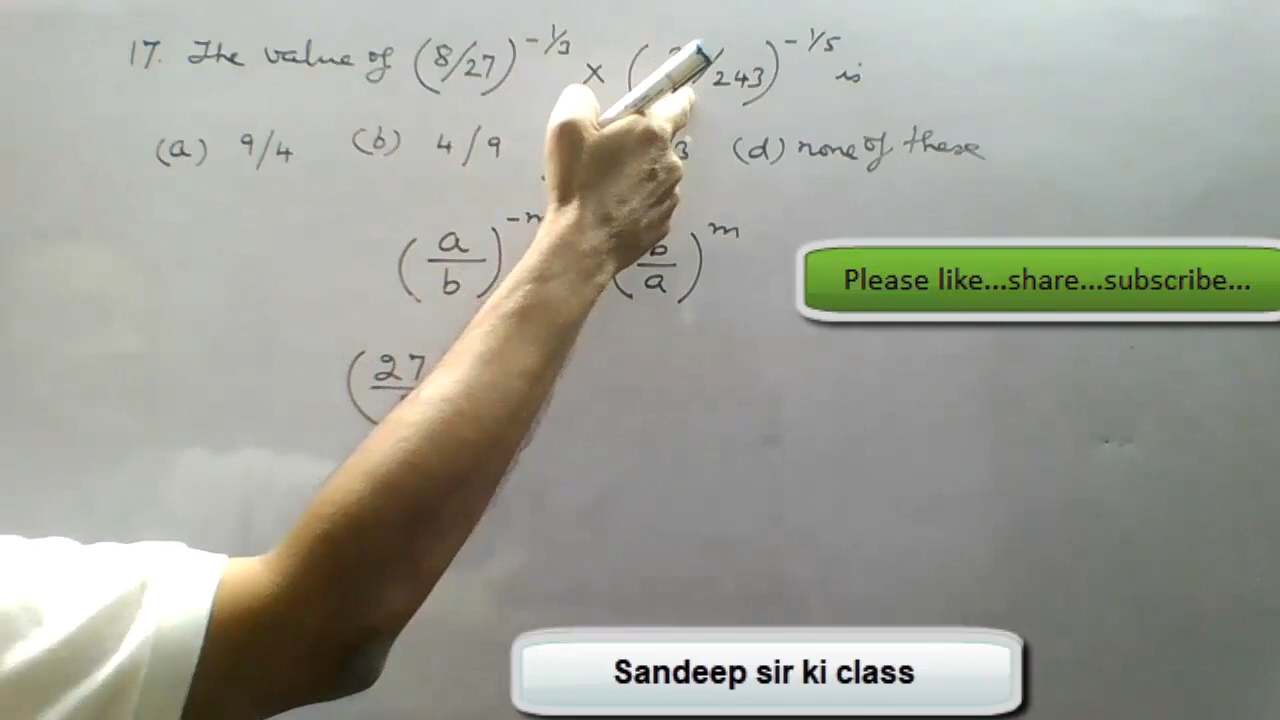 17. The value of (8/27)^-1/3 × ( /243)^-1/5 is
(a) 9/4 (b) 4/9 3 (d) none of these
(a/b)^-m (b/a)^m
(27
Please like...share...subscribe...
Sandeep sir ki class